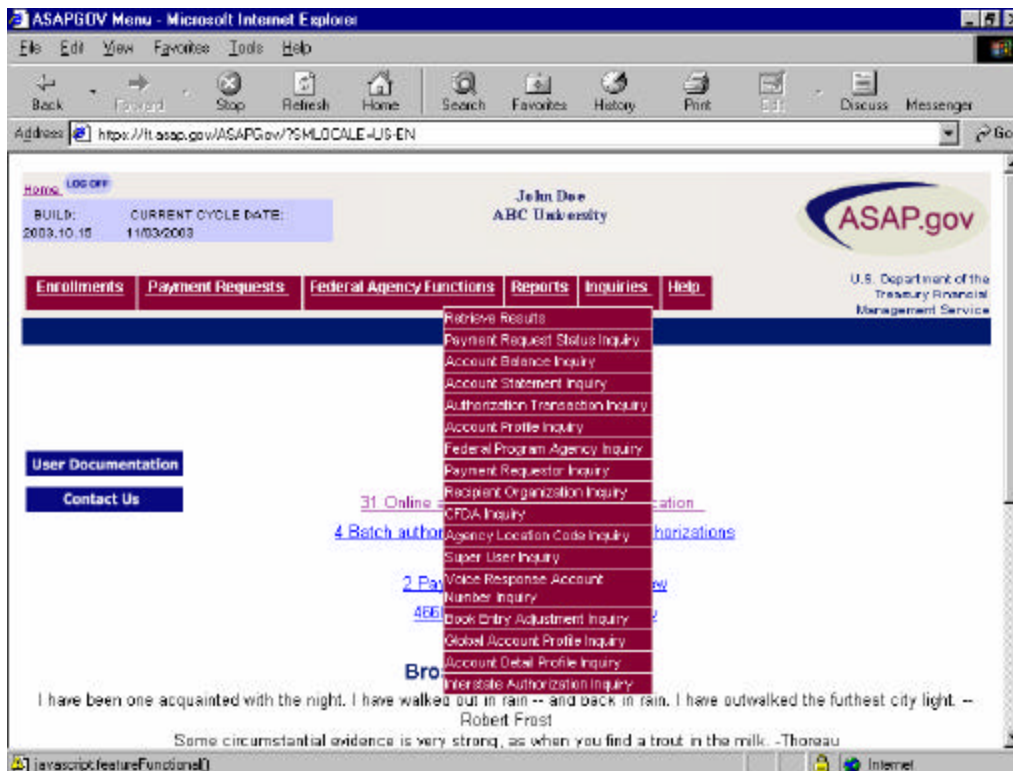 ASAPGOV Menu - Microsoft Internet Explorer
File Edit View Favorites Tools Help
Back Forward Stop Refresh Home Search Favorites History Print Edit Discuss Messenger
Address https://ft.asap.gov/ASAPGov/?SMLOCALE=US-EN Go
Home LOG OFF
BUILD: CURRENT CYCLE DATE:
2003.10.15 11/03/2003
John Doe
ABC University
ASAP.gov
U.S. Department of the
Treasury Financial
Management Service
Enrollments Payment Requests Federal Agency Functions Reports Inquiries Help
Retrieve Results
Payment Request Status Inquiry
Account Balance Inquiry
Account Statement Inquiry
Authorization Transaction Inquiry
Account Profile Inquiry
Federal Program Agency Inquiry
Payment Requestor Inquiry
Recipient Organization Inquiry
CFDA Inquiry
Agency Location Code Inquiry
Super User Inquiry
Voice Response Account
Number Inquiry
Book Entry Adjustment Inquiry
Global Account Profile Inquiry
Account Detail Profile Inquiry
Interstate Authorization Inquiry
User Documentation
Contact Us
31 Online
4 Batch
2
Bro
I have been one acquainted with the night. I have walked out in rain -- and back in rain. I have outwalked the furthest city light. --
Robert Frost
Some circumstantial evidence is very strong, as when you find a trout in the milk. -Thoreau
javascript:featureFunctional() Internet